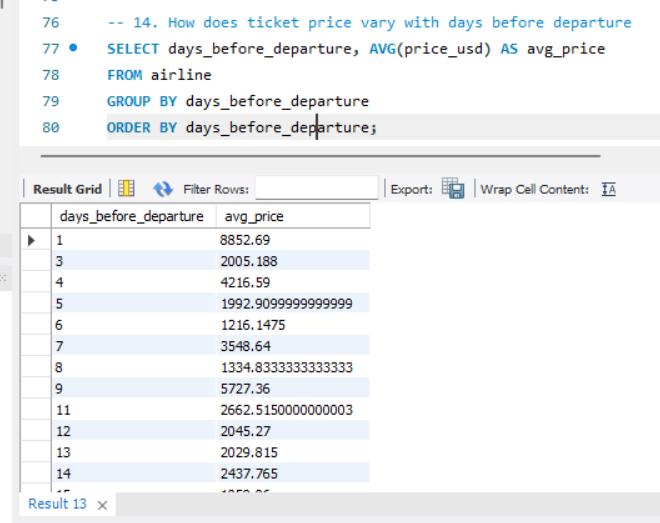 76 -- 14. How does ticket price vary with days before departure
77 SELECT days_before_departure, AVG(price_usd) AS avg_price
78 FROM airline
79 GROUP BY days_before_departure
80 ORDER BY days_before_departure;
Result Grid Filter Rows: Export: Wrap Cell Content: IA
days_before_departure avg_price
1 8852.69
3 2005.188
4 4216.59
5 1992.9099999999999
6 1216.1475
7 3548.64
8 1334.8333333333333
9 5727.36
11 2662.5150000000003
12 2045.27
13 2029.815
14 2437.765
Result 13